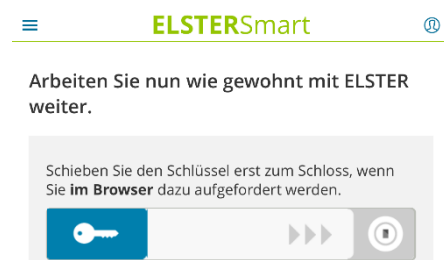 ELSTERSmart
Arbeiten Sie nun wie gewohnt mit ELSTER
weiter.
Schieben Sie den Schlüssel erst zum Schloss, wenn
Sie im Browser dazu aufgefordert werden.